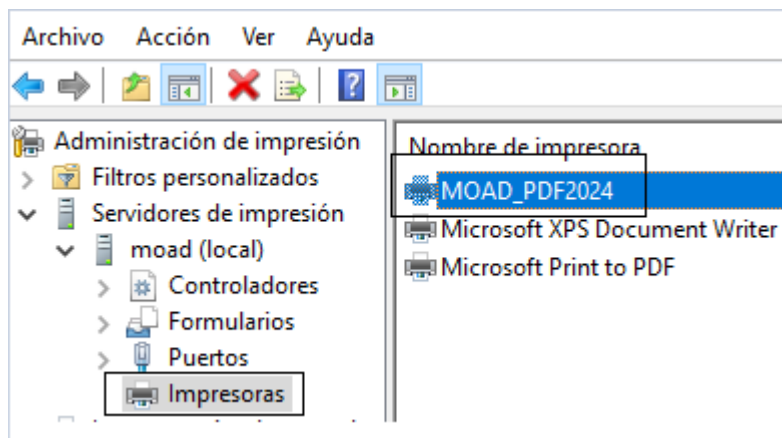 Archivo Acción Ver Ayuda
Administración de impresión
Filtros personalizados
Servidores de impresión
moad (local)
Controladores
Formularios
Puertos
Impresoras
Nombre de impresora
MOAD_PDF2024
Microsoft XPS Document Writer
Microsoft Print to PDF